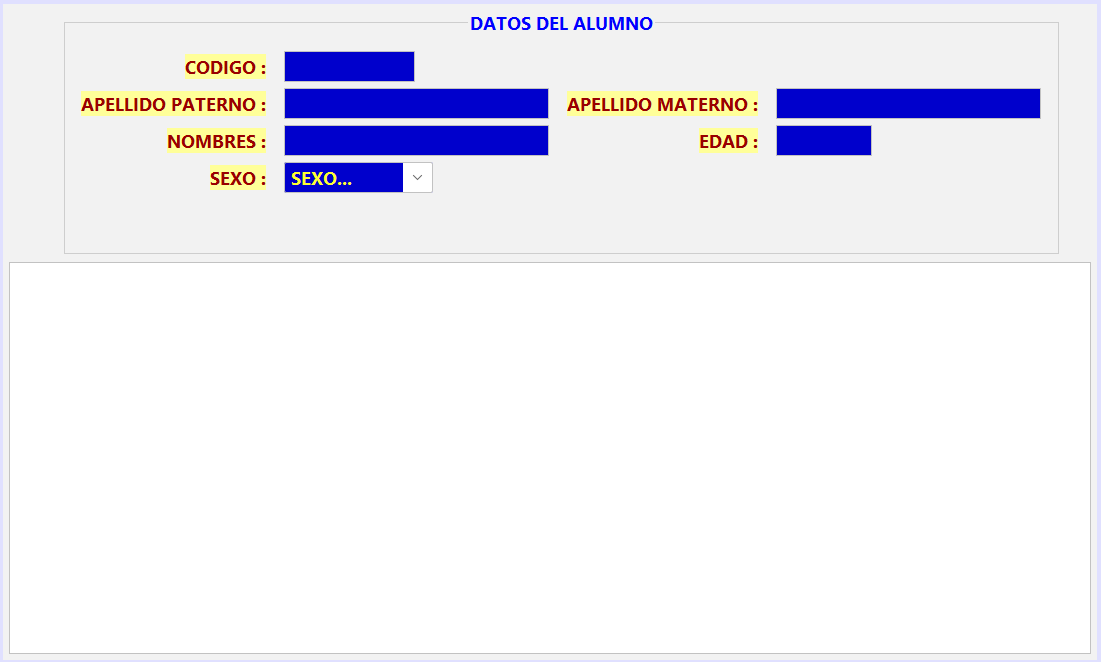 DATOS DEL ALUMNO
CODIGO :
APELLIDO PATERNO : APELLIDO MATERNO :
NOMBRES : EDAD :
SEXO : SEXO...